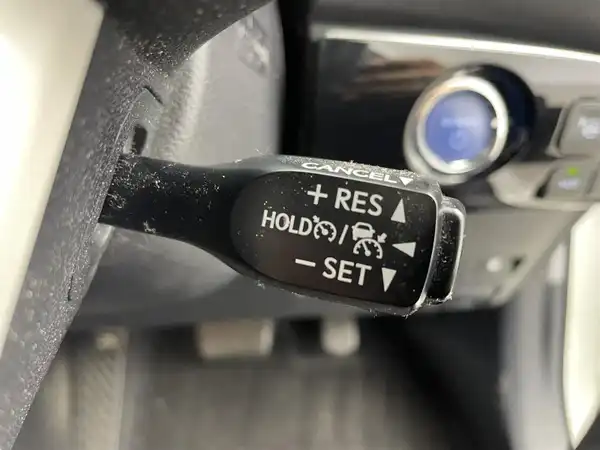 CANCEL▼
+ RES ▲
HOLD / ◀
− SET ▼